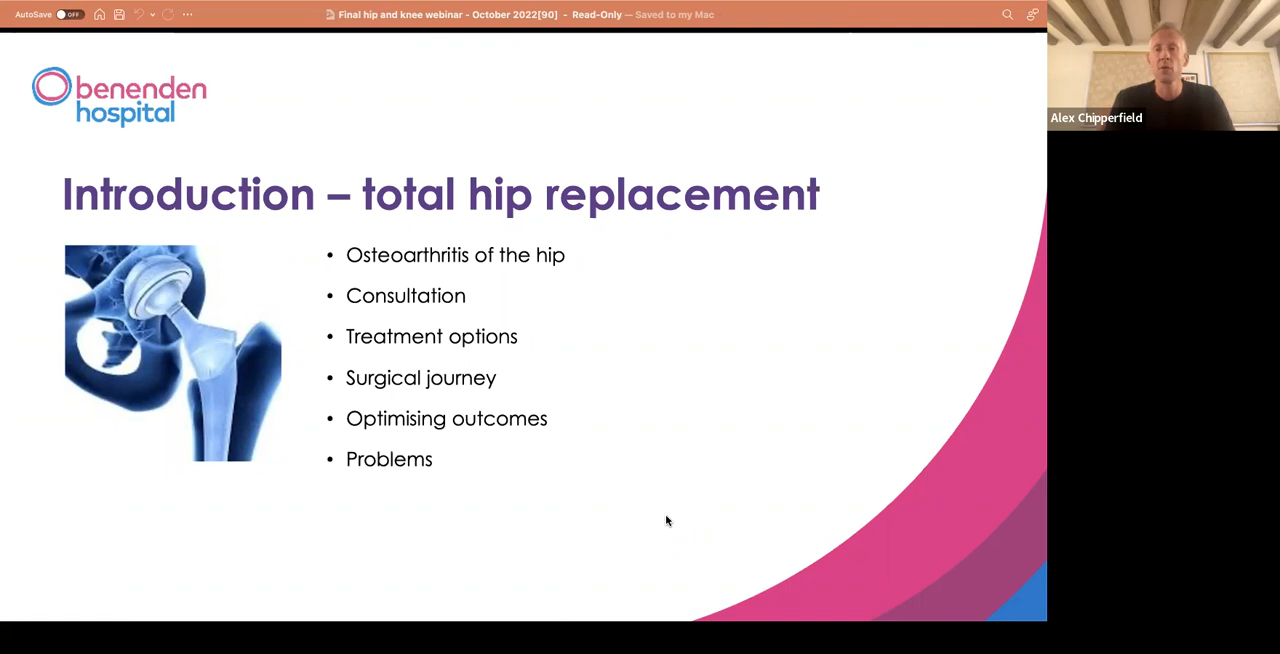 AutoSave OFF
Final hip and knee webinar - October 2022[90] - Read-Only — Saved to my Mac
Alex Chipperfield
benenden
hospital
Introduction – total hip replacement
• Osteoarthritis of the hip
• Consultation
• Treatment options
• Surgical journey
• Optimising outcomes
• Problems